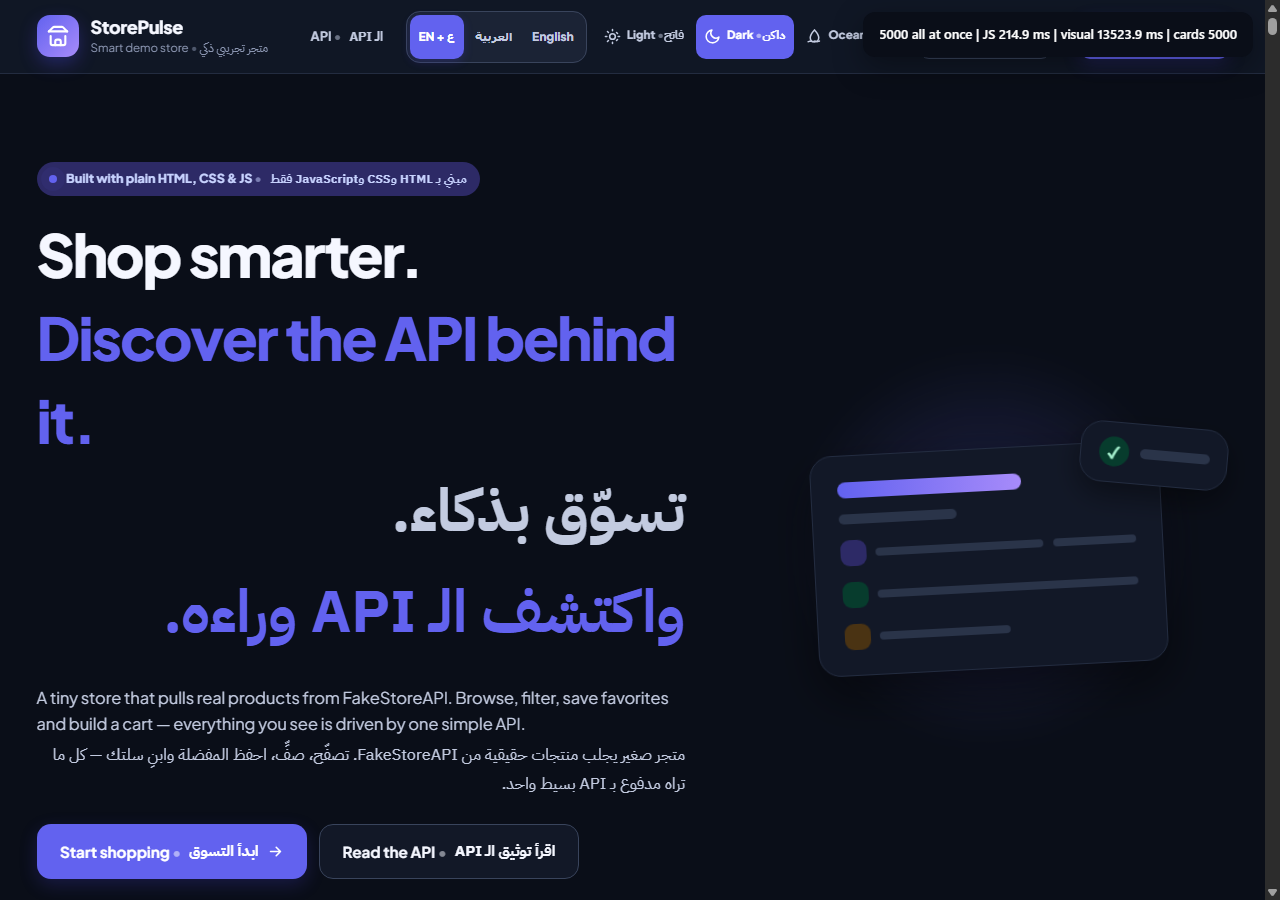 StorePulse
Smart demo store • متجر تجريبي ذكي
API • الـ API
EN + ع
العربية
English
Light • فاتح
Dark • داكن
Ocean
5000 all at once | JS 214.9 ms | visual 13523.9 ms | cards 5000
Built with plain HTML, CSS & JS • مبني بـ HTML وCSS وJavaScript فقط
Shop smarter.
Discover the API behind
it.
تسوّق بذكاء.
واكتشف الـ API وراءه.
A tiny store that pulls real products from FakeStoreAPI. Browse, filter, save favorites
and build a cart — everything you see is driven by one simple API.
متجر صغير يجلب منتجات حقيقية من FakeStoreAPI. تصفّح، صفِّ، احفظ المفضلة وابنِ سلتك — كل ما
تراه مدفوع بـ API بسيط واحد.
Start shopping • ابدأ التسوق →
Read the API • اقرأ توثيق الـ API